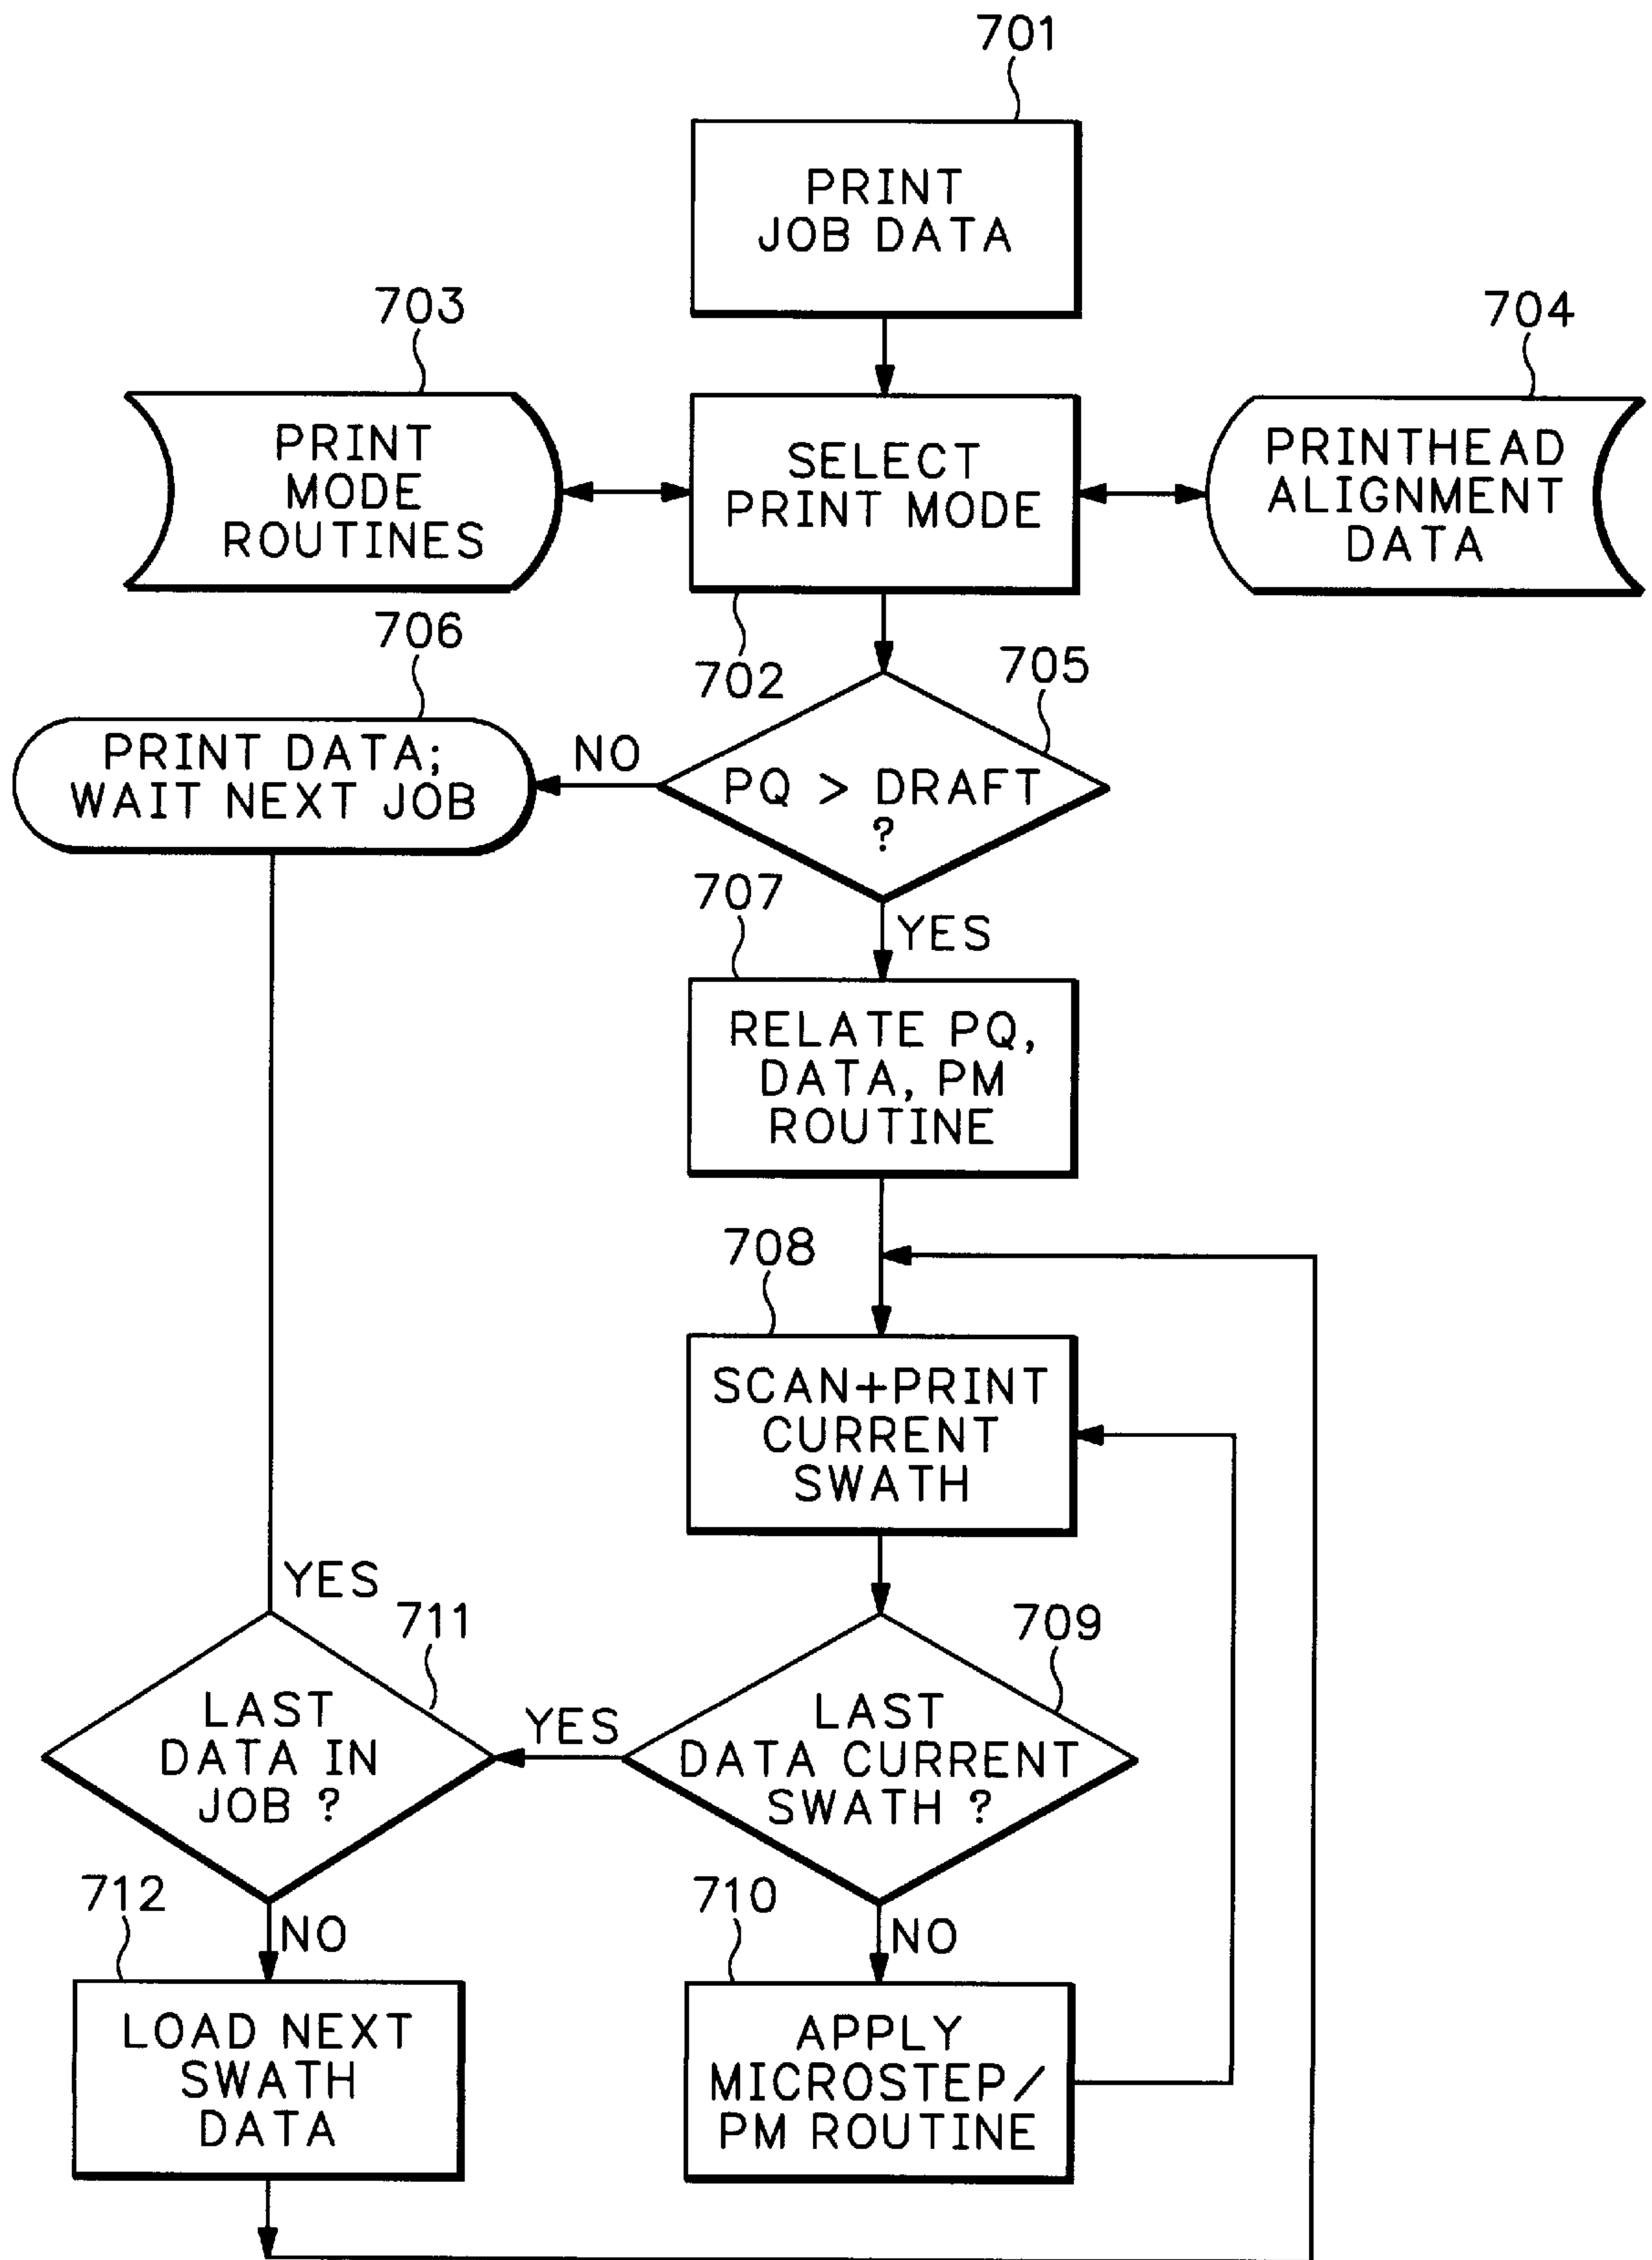 701
PRINT
JOB DATA
703
PRINT
MODE
ROUTINES
SELECT
PRINT MODE
702
704
PRINTHEAD
ALIGNMENT
DATA
705
PQ > DRAFT
?
NO
706
PRINT DATA;
WAIT NEXT JOB
YES
707
RELATE PQ,
DATA, PM
ROUTINE
708
SCAN+PRINT
CURRENT
SWATH
709
LAST
DATA CURRENT
SWATH ?
YES
711
LAST
DATA IN
JOB ?
YES
NO
712
LOAD NEXT
SWATH
DATA
NO
710
APPLY
MICROSTEP/
PM ROUTINE